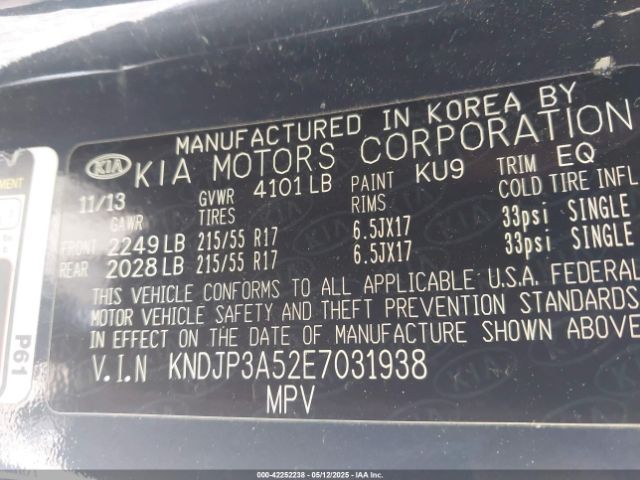 MANUFACTURED IN KOREA BY
KIA KIA MOTORS CORPORATION
11/13 GVWR 4101LB PAINT KU9 TRIM EQ
GAWR TIRES RIMS COLD TIRE INFL
FRONT 2249LB 215/55 R17 6.5JX17 33psi SINGLE
REAR 2028LB 215/55 R17 6.5JX17 33psi SINGLE
THIS VEHICLE CONFORMS TO ALL APPLICABLE U.S.A. FEDERAL
MOTOR VEHICLE SAFETY AND THEFT PREVENTION STANDARDS
IN EFFECT ON THE DATE OF MANUFACTURE SHOWN ABOVE
V.I.N KNDJP3A52E7031938
MPV
P61
000-42252238 - 05/12/2025 - IAAI.COM